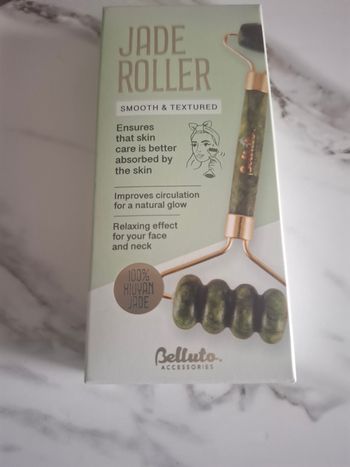 JADE
ROLLER
SMOOTH & TEXTURED
Ensures
that skin
care is better
absorbed by
the skin
Improves circulation
for a natural glow
Relaxing effect
for your face
and neck
100%
XIUYAN
JADE
Belluto
Belluto.
ACCESSORIES